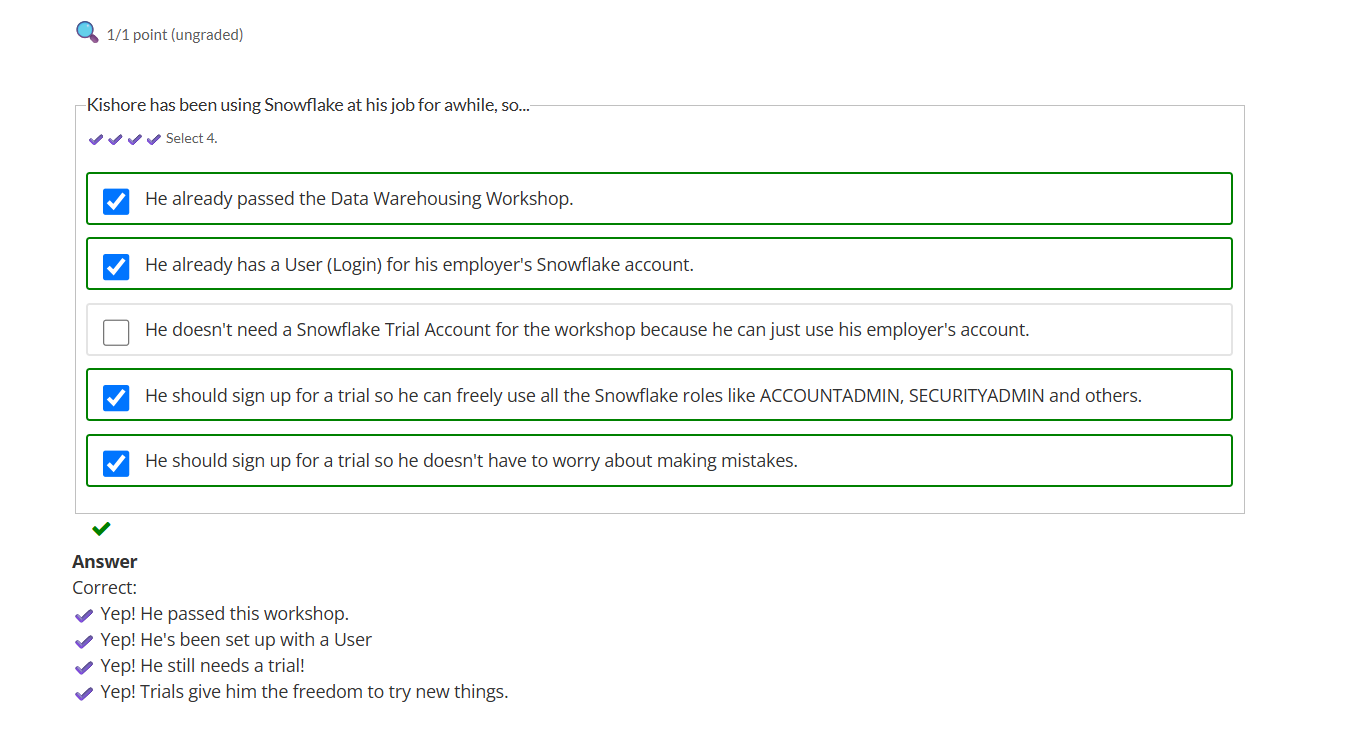 1/1 point (ungraded)
Kishore has been using Snowflake at his job for awhile, so...
Select 4.
He already passed the Data Warehousing Workshop.
He already has a User (Login) for his employer's Snowflake account.
He doesn't need a Snowflake Trial Account for the workshop because he can just use his employer's account.
He should sign up for a trial so he can freely use all the Snowflake roles like ACCOUNTADMIN, SECURITYADMIN and others.
He should sign up for a trial so he doesn't have to worry about making mistakes.
Answer
Correct:
Yep! He passed this workshop.
Yep! He's been set up with a User
Yep! He still needs a trial!
Yep! Trials give him the freedom to try new things.